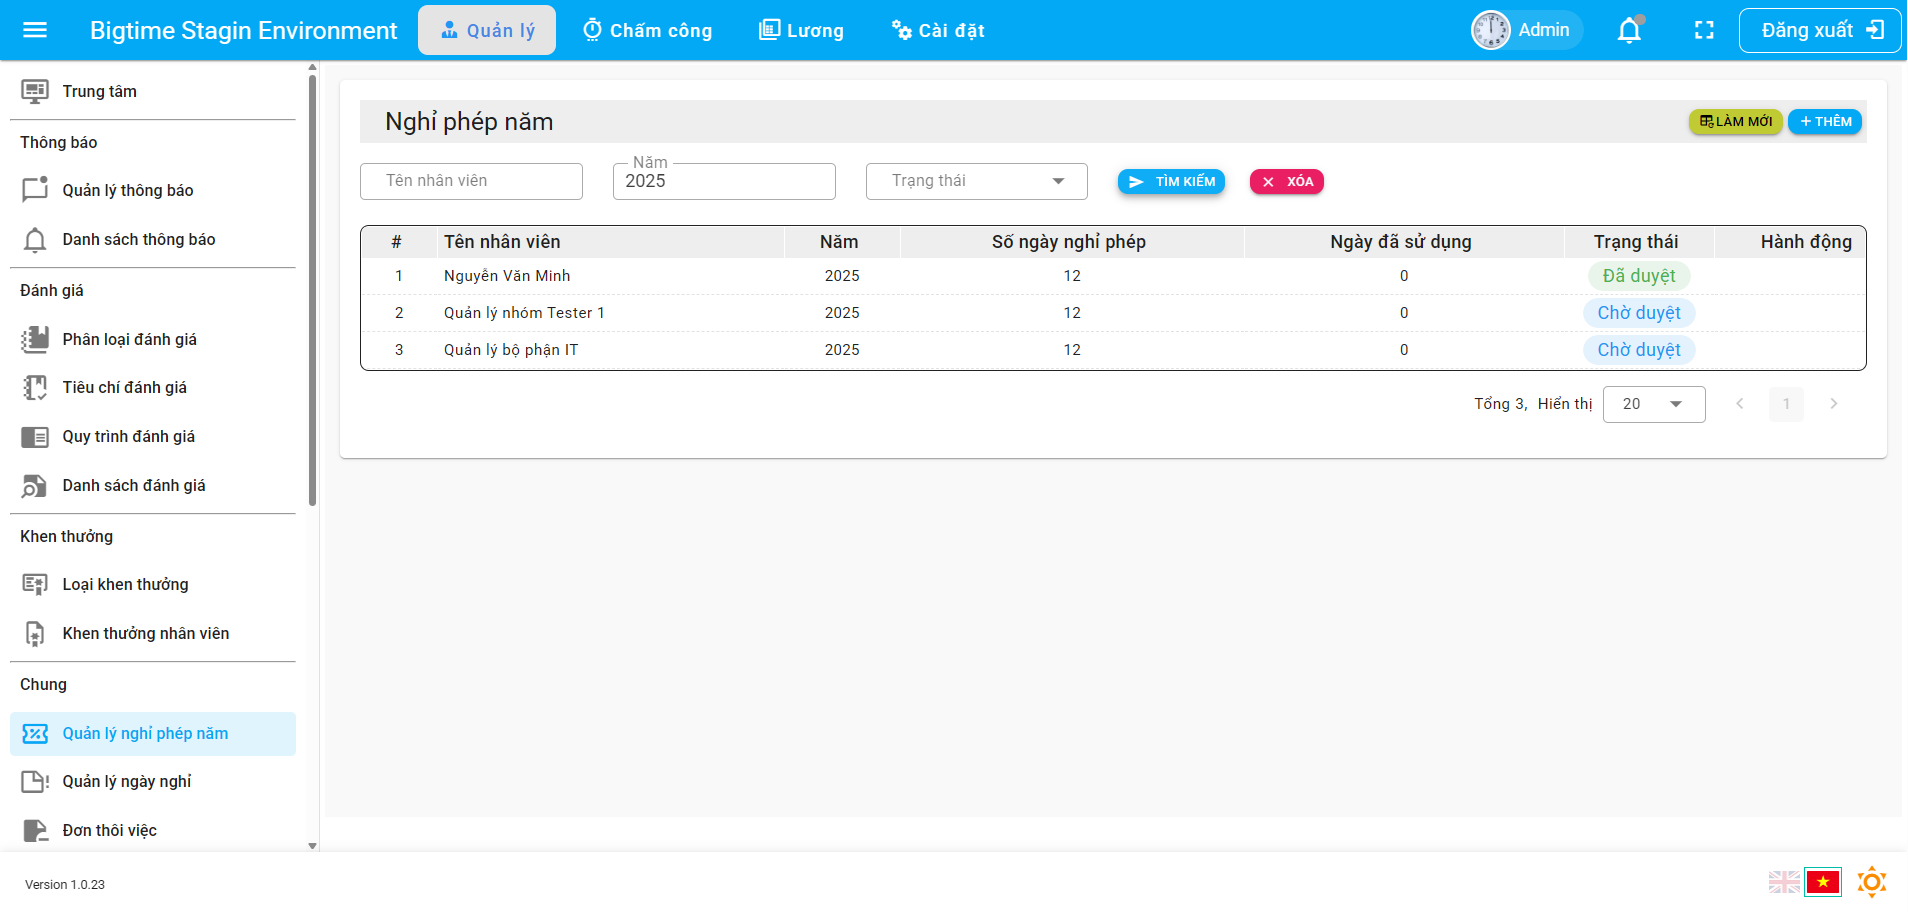 Bigtime Stagin Environment
Quản lý
Chấm công
Lương
Cài đặt
Admin
Đăng xuất
Trung tâm
Thông báo
Quản lý thông báo
Danh sách thông báo
Đánh giá
Phân loại đánh giá
Tiêu chí đánh giá
Quy trình đánh giá
Danh sách đánh giá
Khen thưởng
Loại khen thưởng
Khen thưởng nhân viên
Chung
Quản lý nghỉ phép năm
Quản lý ngày nghỉ
Đơn thôi việc
Nghỉ phép năm
LÀM MỚI
THÊM
Tên nhân viên
Năm
2025
Trạng thái
TÌM KIẾM
XÓA
# Tên nhân viên Năm Số ngày nghỉ phép Ngày đã sử dụng Trạng thái Hành động
1 Nguyễn Văn Minh 2025 12 0 Đã duyệt
2 Quản lý nhóm Tester 1 2025 12 0 Chờ duyệt
3 Quản lý bộ phận IT 2025 12 0 Chờ duyệt
Tổng 3, Hiển thị 20 1
Version 1.0.23